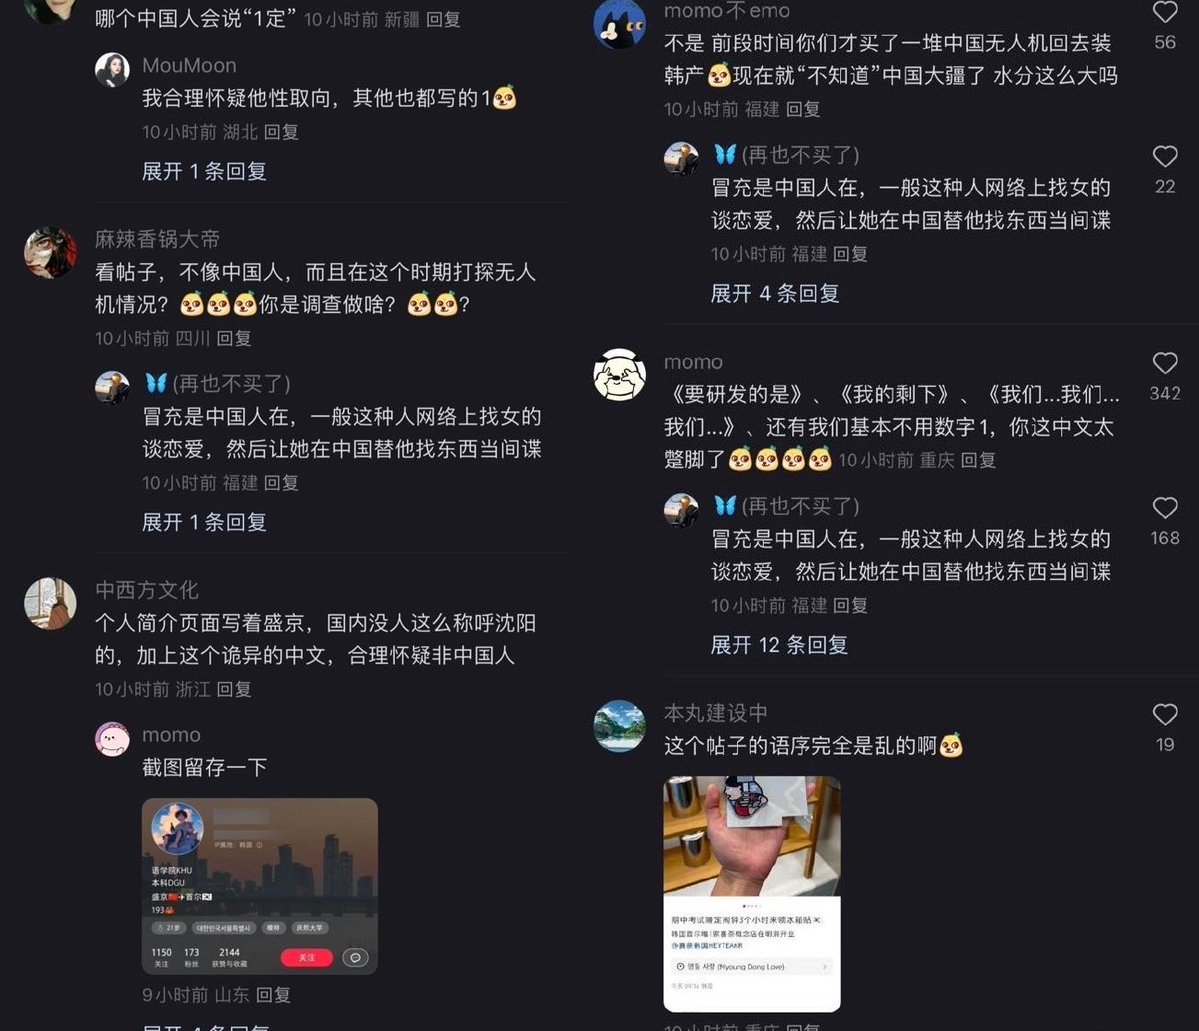 哪个中国人会说“1定” 10小时前 新疆 回复
MouMoon
我合理怀疑他性取向，其他也都写的1
10小时前 湖北 回复
展开 1 条回复
麻辣香锅大帝
看帖子，不像中国人，而且在这个时期打探无人
机情况？你是调查做啥？？
10小时前 四川 回复
(再也不买了)
冒充是中国人在，一般这种人网络上找女的
谈恋爱，然后让她在中国替他找东西当间谍
10小时前 福建 回复
展开 1 条回复
中西方文化
个人简介页面写着盛京，国内没人这么称呼沈阳
的，加上这个诡异的中文，合理怀疑非中国人
10小时前 浙江 回复
momo
截图留存一下
IP属地：韩国
语学院KHU
本科DGU
盛京🇨🇳✈首尔🇰🇷
193
21岁 대한민국서울특별시 模特 庆熙大学
1150 173 2144
关注 粉丝 获赞与收藏
关注
9小时前 山东 回复
展开 4 条回复
momo不emo
56
不是 前段时间你们才买了一堆中国无人机回去装
韩产现在就“不知道”中国大疆了 水分这么大吗
10小时前 福建 回复
(再也不买了)
22
冒充是中国人在，一般这种人网络上找女的
谈恋爱，然后让她在中国替他找东西当间谍
10小时前 福建 回复
展开 4 条回复
momo
342
《要研发的是》、《我的剩下》、《我们...我们...
我们...》、还有我们基本不用数字1，你这中文太
蹩脚了 10小时前 重庆 回复
(再也不买了)
168
冒充是中国人在，一般这种人网络上找女的
谈恋爱，然后让她在中国替他找东西当间谍
10小时前 福建 回复
展开 12 条回复
本丸建设中
19
这个帖子的语序完全是乱的啊
期中考试睡定闹钟3个小时来领冰箱贴
韩国首尔唯1家喜茶概念店在明洞开业
@喜茶韩国HEYTEAKR
명동 사랑 (Myoung Dong Love)
今天 09:14 韩国
10小时前 重庆 回复